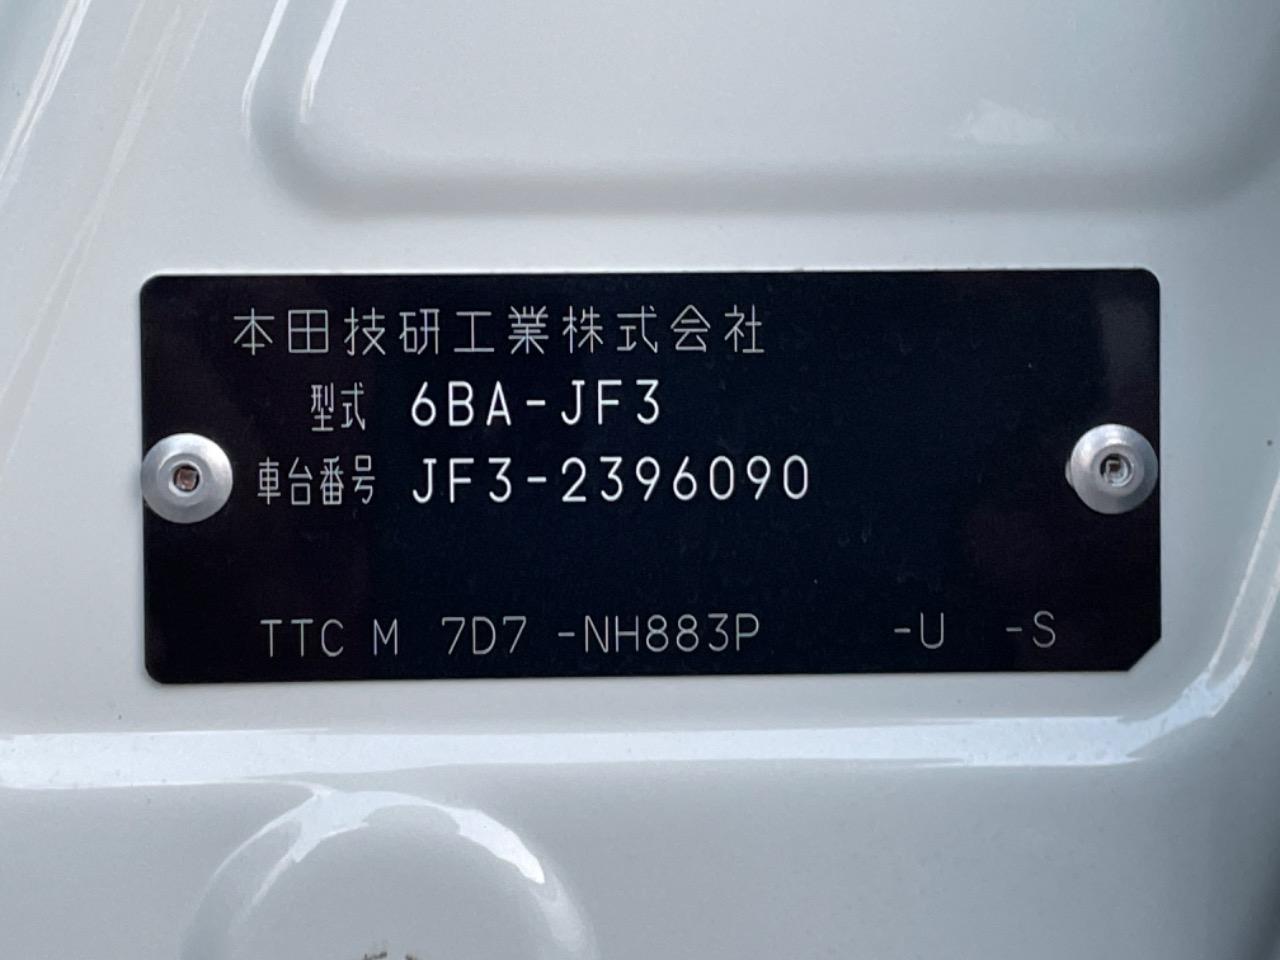 本田技研工業株式会社
型式 6BA-JF3
車台番号 JF3-2396090
TTC M 7D7 -NH883P -U -S